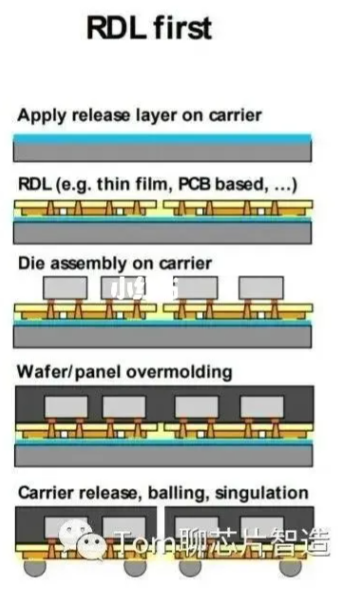 RDL first
Apply release layer on carrier
RDL (e.g. thin film, PCB based, ...)
Die assembly on carrier
Wafer/panel overmolding
Carrier release, balling, singulation
Tom聊芯片智造